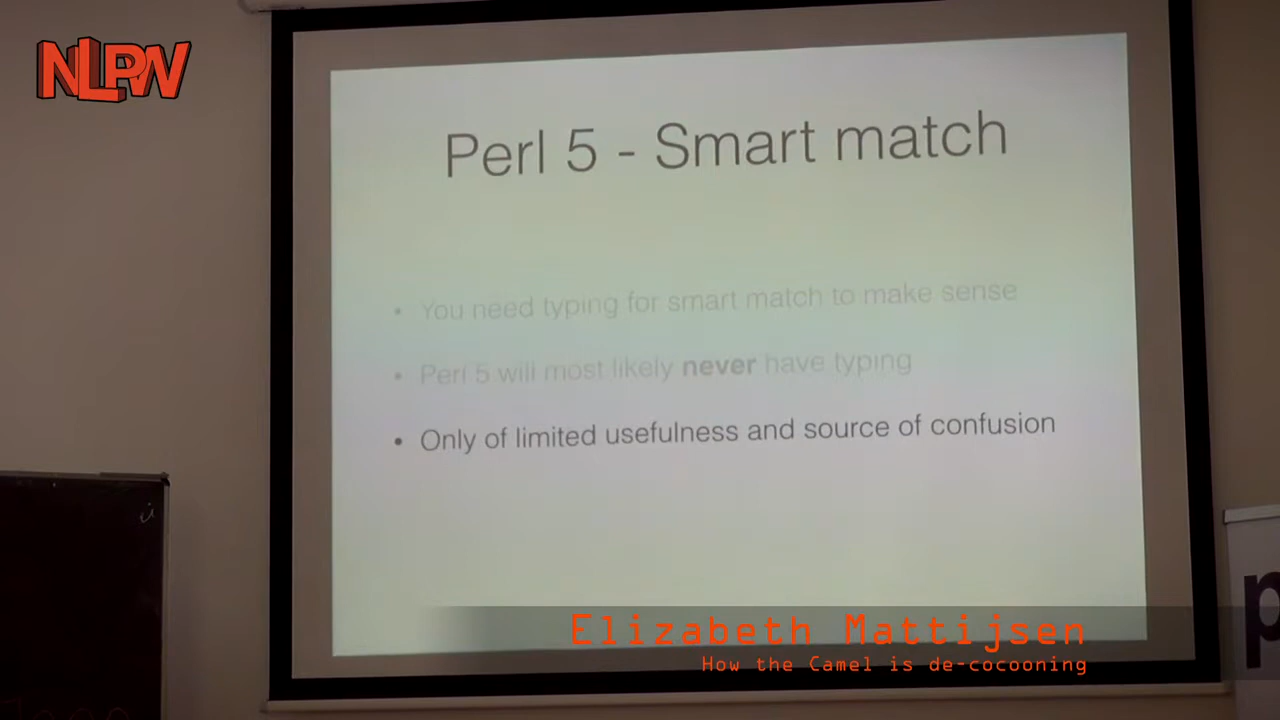 NLPW
Perl 5 - Smart match
• You need typing for smart match to make sense
• Perl 5 will most likely never have typing
• Only of limited usefulness and source of confusion
Elizabeth Mattijsen
How the Camel is de-cocooning
p